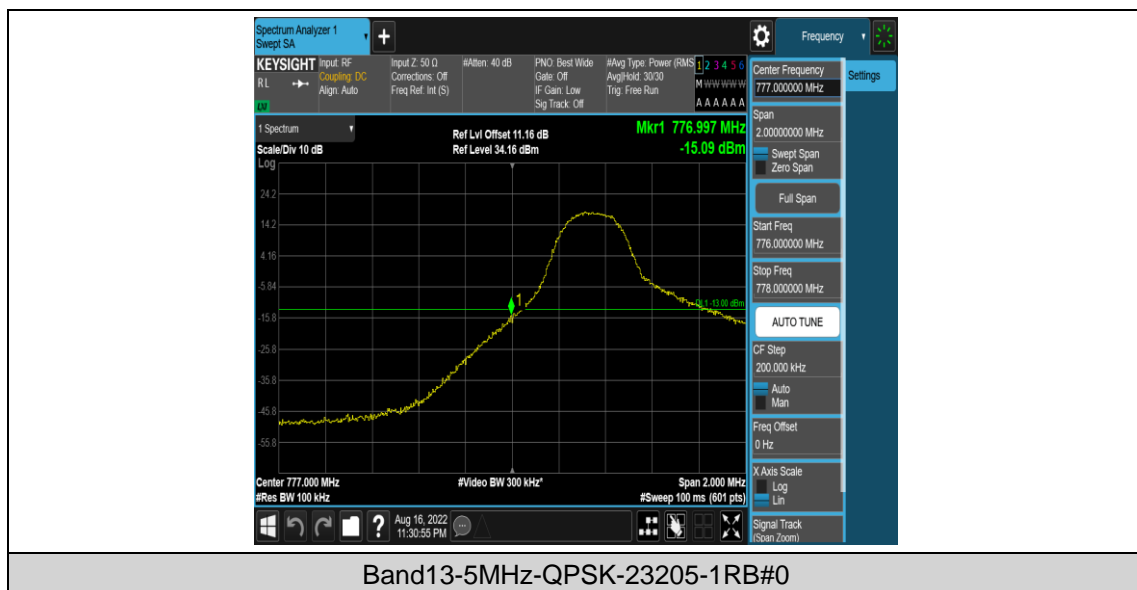 Spectrum Analyzer 1
Swept SA
+
Frequency
KEYSIGHT
RL
LXI
Input: RF
Coupling: DC
Align: Auto
Input Z: 50 Ω
Corrections: Off
Freq Ref: Int (S)
#Atten: 40 dB
PNO: Best Wide
Gate: Off
IF Gain: Low
Sig Track: Off
#Avg Type: Power (RMS
Avg|Hold: 30/30
Trig: Free Run
1 2 3 4 5 6
M W W W W W
A A A A A A
1 Spectrum
Scale/Div 10 dB
Ref Lvl Offset 11.16 dB
Ref Level 34.16 dBm
Mkr1 776.997 MHz
-15.09 dBm
Log
24.2
14.2
4.16
-5.84
-15.8
-25.8
-35.8
-45.8
-55.8
1
DL1 -13.00 dBm
Center 777.000 MHz
#Res BW 100 kHz
#Video BW 300 kHz*
Span 2.000 MHz
#Sweep 100 ms (601 pts)
Aug 16, 2022
11:30:55 PM
?
Center Frequency
777.000000 MHz
Settings
Span
2.00000000 MHz
Swept Span
Zero Span
Full Span
Start Freq
776.000000 MHz
Stop Freq
778.000000 MHz
AUTO TUNE
CF Step
200.000 kHz
Auto
Man
Freq Offset
0 Hz
X Axis Scale
Log
Lin
Signal Track
(Span Zoom)
Band13-5MHz-QPSK-23205-1RB#0